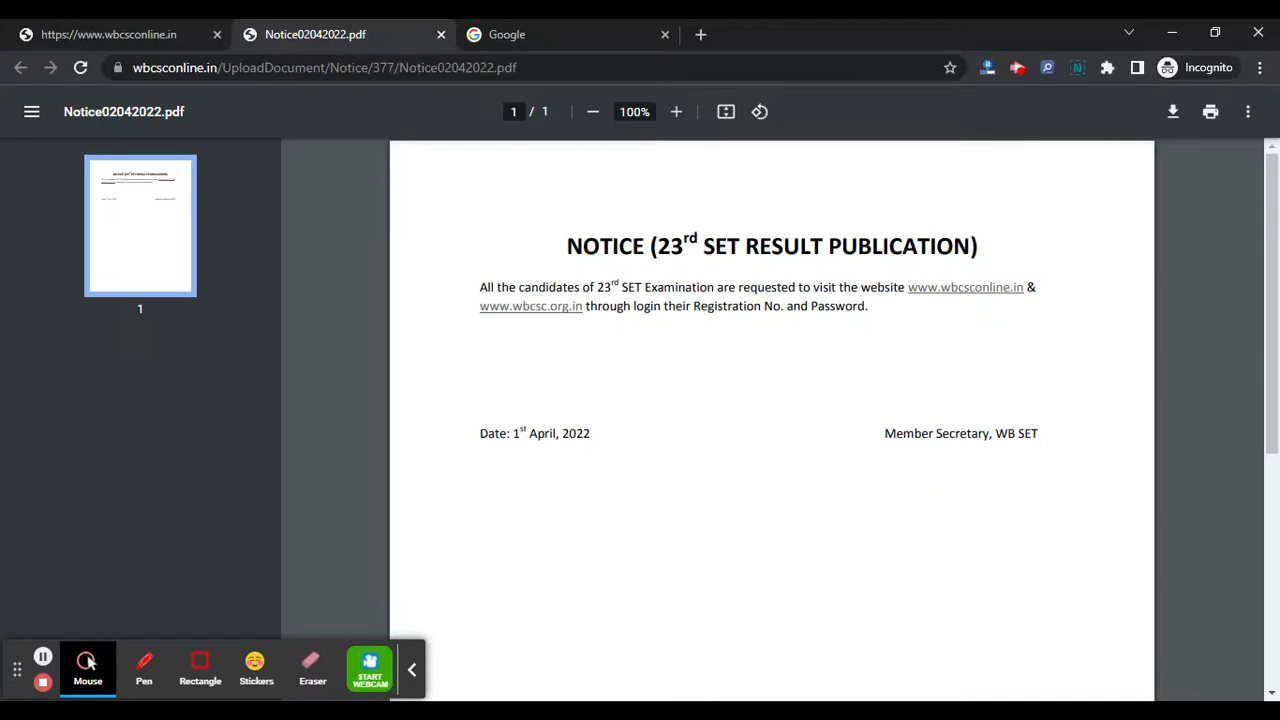 https://www.wbcsconline.in
Notice02042022.pdf
Google
wbcsconline.in/UploadDocument/Notice/377/Notice02042022.pdf
Incognito
Notice02042022.pdf
1 / 1
100%
NOTICE (23rd SET RESULT PUBLICATION)
All the candidates of 23rd SET Examination are requested to visit the website www.wbcsconline.in &
www.wbcsc.org.in through login their Registration No. and Password.
1
Date: 1st April, 2022
Member Secretary, WB SET
Mouse
Pen
Rectangle
Stickers
Eraser
START
WEBCAM